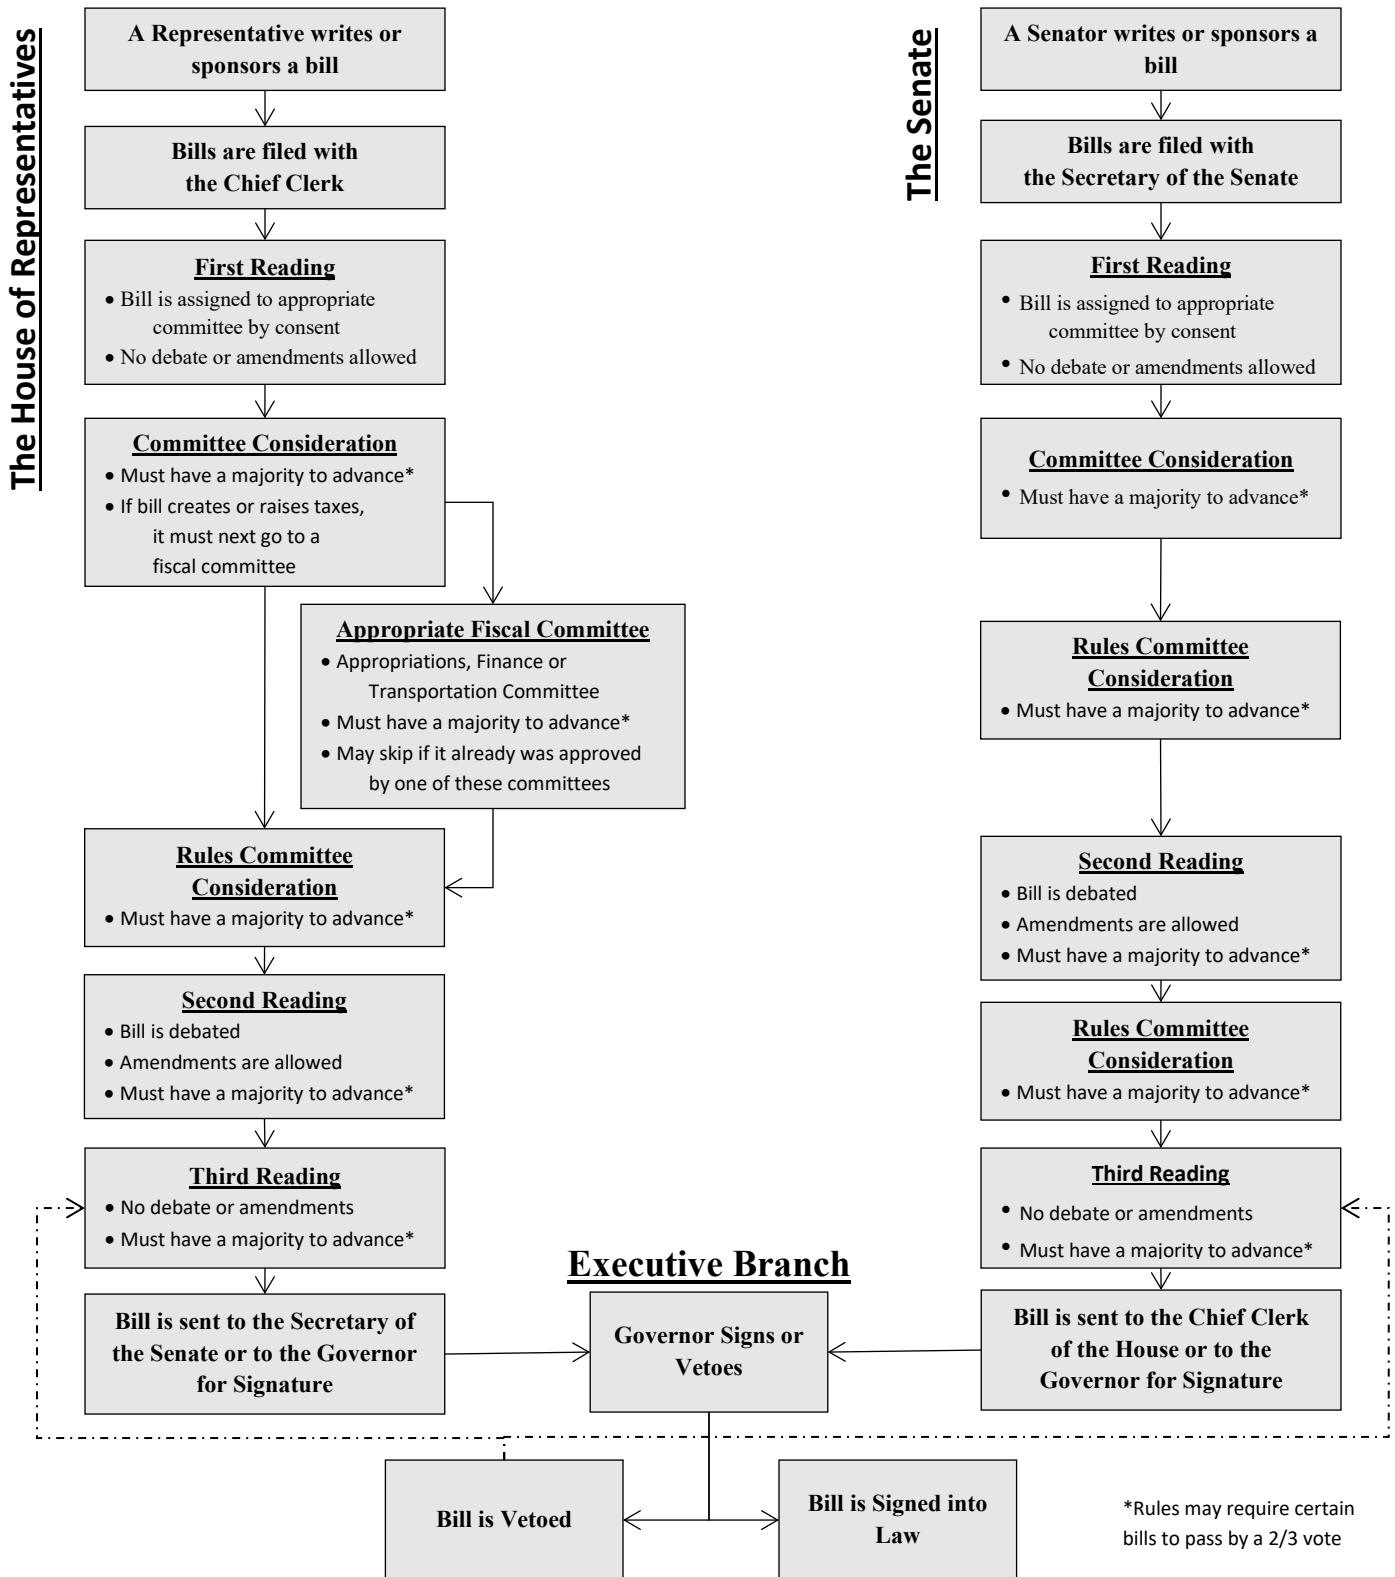 The House of Representatives
A Representative writes or
sponsors a bill
Bills are filed with
the Chief Clerk
First Reading
• Bill is assigned to appropriate
committee by consent
• No debate or amendments allowed
Committee Consideration
• Must have a majority to advance*
• If bill creates or raises taxes,
it must next go to a
fiscal committee
Appropriate Fiscal Committee
• Appropriations, Finance or
Transportation Committee
• Must have a majority to advance*
• May skip if it already was approved
by one of these committees
Rules Committee
Consideration
• Must have a majority to advance*
Second Reading
• Bill is debated
• Amendments are allowed
• Must have a majority to advance*
Third Reading
• No debate or amendments
• Must have a majority to advance*
Bill is sent to the Secretary of
the Senate or to the Governor
for Signature
The Senate
A Senator writes or sponsors a
bill
Bills are filed with
the Secretary of the Senate
First Reading
• Bill is assigned to appropriate
committee by consent
• No debate or amendments allowed
Committee Consideration
• Must have a majority to advance*
Rules Committee
Consideration
• Must have a majority to advance*
Second Reading
• Bill is debated
• Amendments are allowed
• Must have a majority to advance*
Rules Committee
Consideration
• Must have a majority to advance*
Third Reading
• No debate or amendments
• Must have a majority to advance*
Bill is sent to the Chief Clerk
of the House or to the
Governor for Signature
Executive Branch
Governor Signs or
Vetoes
Bill is Vetoed
Bill is Signed into
Law
*Rules may require certain
bills to pass by a 2/3 vote